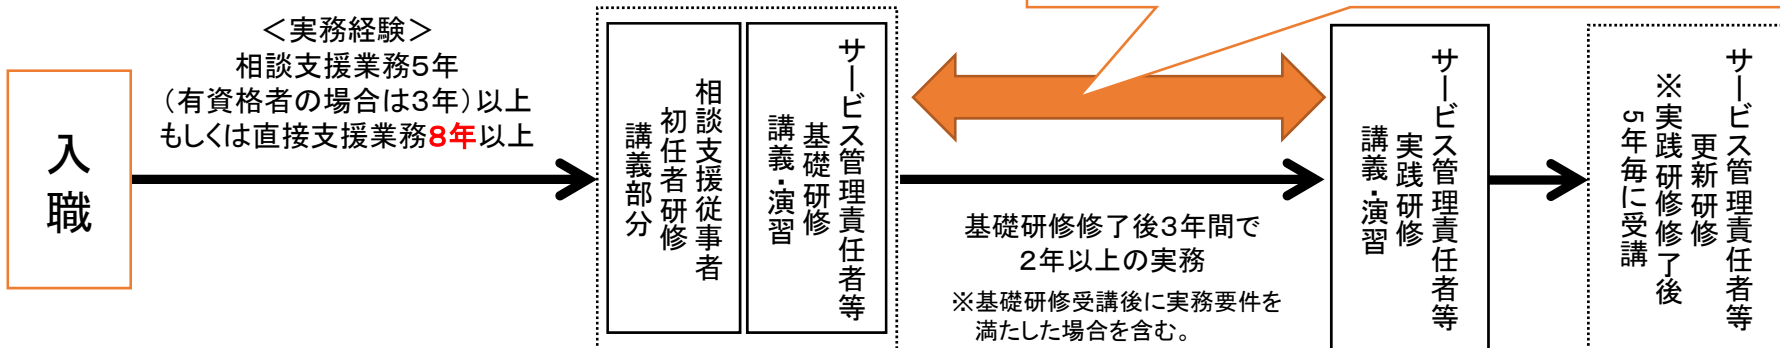 入職
＜実務経験＞
相談支援業務5年
（有資格者の場合は3年）以上
もしくは直接支援業務8年以上
相談支援従事者
初任者研修
講義部分
サービス管理責任者等
基礎研修
講義・演習
基礎研修修了後3年間で
2年以上の実務
※基礎研修受講後に実務要件を
満たした場合を含む。
サービス管理責任者等
実践研修
講義・演習
サービス管理責任者等
更新研修
※実践研修修了後
5年毎に受講